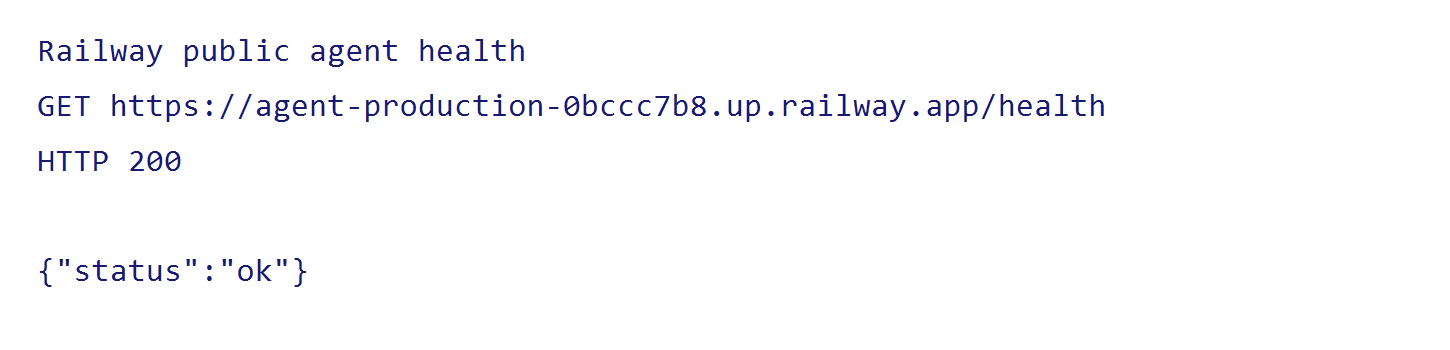 Railway public agent health
GET https://agent-production-0bccc7b8.up.railway.app/health
HTTP 200
{"status":"ok"}